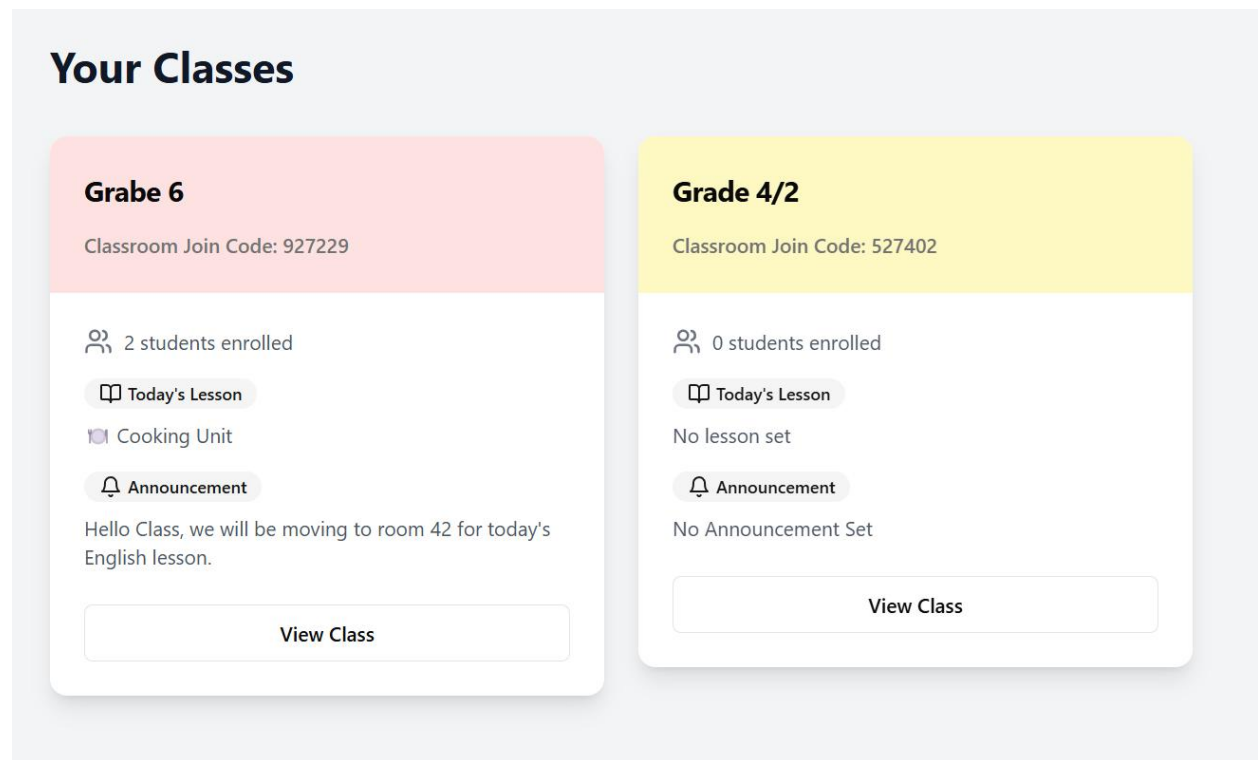 Your Classes
Grabe 6
Classroom Join Code: 927229
2 students enrolled
Today's Lesson
🍽️ Cooking Unit
Announcement
Hello Class, we will be moving to room 42 for today's
English lesson.
View Class
Grade 4/2
Classroom Join Code: 527402
0 students enrolled
Today's Lesson
No lesson set
Announcement
No Announcement Set
View Class